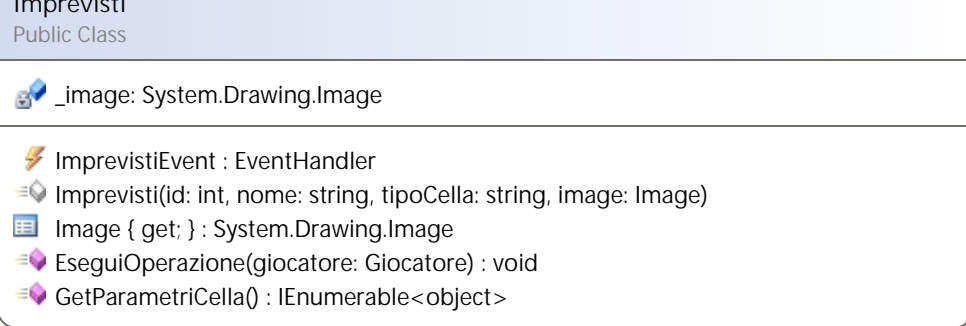 Imprevisti
Public Class
_image: System.Drawing.Image
ImprevistiEvent : EventHandler
Imprevisti(id: int, nome: string, tipoCella: string, image: Image)
Image { get; } : System.Drawing.Image
EseguiOperazione(giocatore: Giocatore) : void
GetParametriCella() : IEnumerable<object>